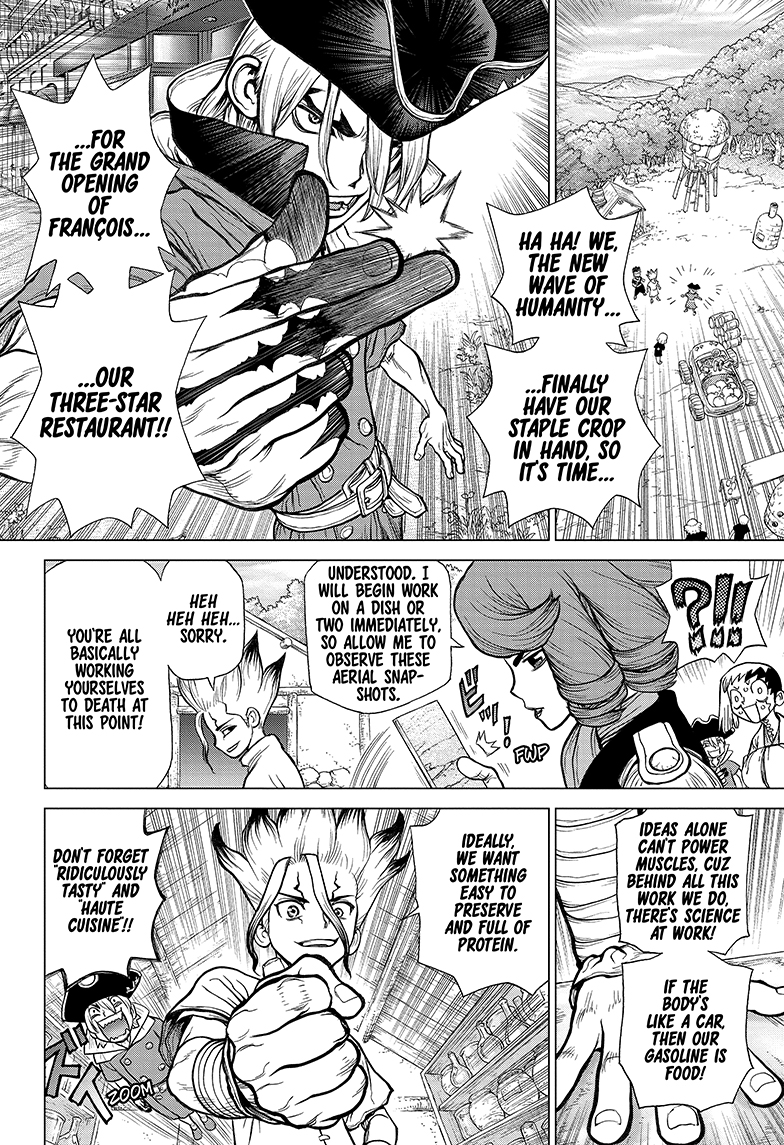 HA HA! WE,
THE NEW
WAVE OF
HUMANITY...
...FINALLY
HAVE OUR
STAPLE CROP
IN HAND, SO
IT'S TIME...
...FOR
THE GRAND
OPENING
OF
FRANÇOIS...
...OUR
THREE-STAR
RESTAURANT!!
?!!
UNDERSTOOD. I
WILL BEGIN WORK
ON A DISH OR
TWO IMMEDIATELY,
SO ALLOW ME TO
OBSERVE THESE
AERIAL SNAP-
SHOTS.
ビッ!
FWP
HEH
HEH HEH...
SORRY.
YOU'RE ALL
BASICALLY
WORKING
YOURSELVES
TO DEATH AT
THIS POINT!
IDEAS ALONE
CAN'T POWER
MUSCLES, CUZ
BEHIND ALL THIS
WORK WE DO,
THERE'S SCIENCE
AT WORK!
IF THE
BODY'S
LIKE A CAR,
THEN OUR
GASOLINE IS
FOOD!
IDEALLY,
WE WANT
SOMETHING
EASY TO
PRESERVE
AND FULL OF
PROTEIN.
DON'T FORGET
"RIDICULOUSLY
TASTY" AND
"HAUTE
CUISINE"!!
ズイ
ZOOM